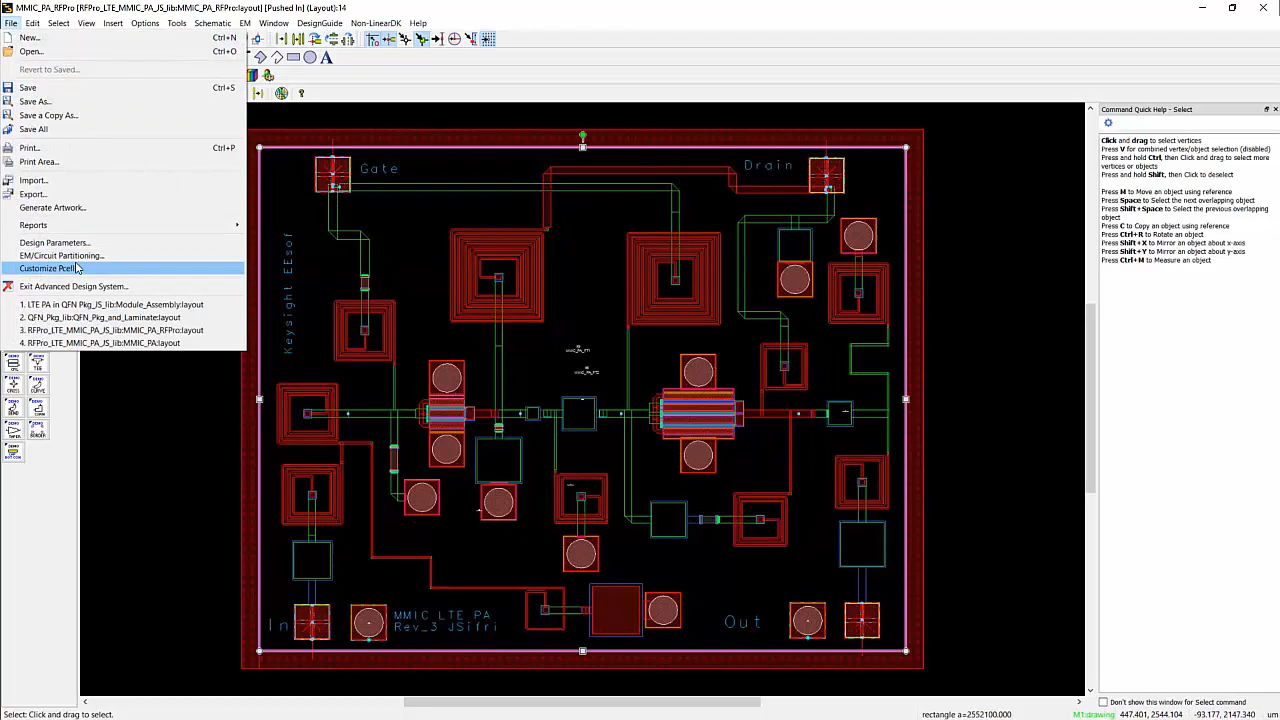 MMIC_PA_RFPro [RFPro_LTE_MMIC_PA_JS_lib:MMIC_PA_RFPro:layout] [Pushed In] (Layout):14
File Edit Select View Insert Options Tools Schematic EM Window DesignGuide Non-LinearDK Help
New... Ctrl+N
Open... Ctrl+O
Revert to Saved...
Save Ctrl+S
Save As...
Save a Copy As...
Save All
Print... Ctrl+P
Print Area...
Import...
Export...
Generate Artwork...
Reports
Design Parameters...
EM/Circuit Partitioning...
Customize Pcell
Exit Advanced Design System...
1. LTE PA in QFN Pkg_JS_lib:Module_Assembly:layout
2. QFN_Pkg_lib:QFN_Pkg_and_Laminate:layout
3. RFPro_LTE_MMIC_PA_JS_lib:MMIC_PA_RFPro:layout
4. RFPro_LTE_MMIC_PA_JS_lib:MMIC_PA:layout
Gate
Drain
Keysight EEsof
In
MMIC LTE PA
Rev_3 JSifri
Out
Command Quick Help - Select
Click and drag to select vertices
Press V for combined vertex/object selection (disabled)
Press and hold Ctrl, then Click and drag to select more
vertices or objects
Press and hold Shift, then Click to deselect
Press M to Move an object using reference
Press Space to Select the next overlapping object
Press Shift+Space to Select the previous overlapping
object
Press C to Copy an object using reference
Press Ctrl+R to Rotate an object
Press Shift+X to Mirror an object about x-axis
Press Shift+Y to Mirror an object about y-axis
Press Ctrl+M to Measure an object
Don't show this window for Select
command
Select: Click and drag to select.
rectangle a=2552100.000
M1:drawing
447.401, 2544.104
-93.177, 2147.340
um